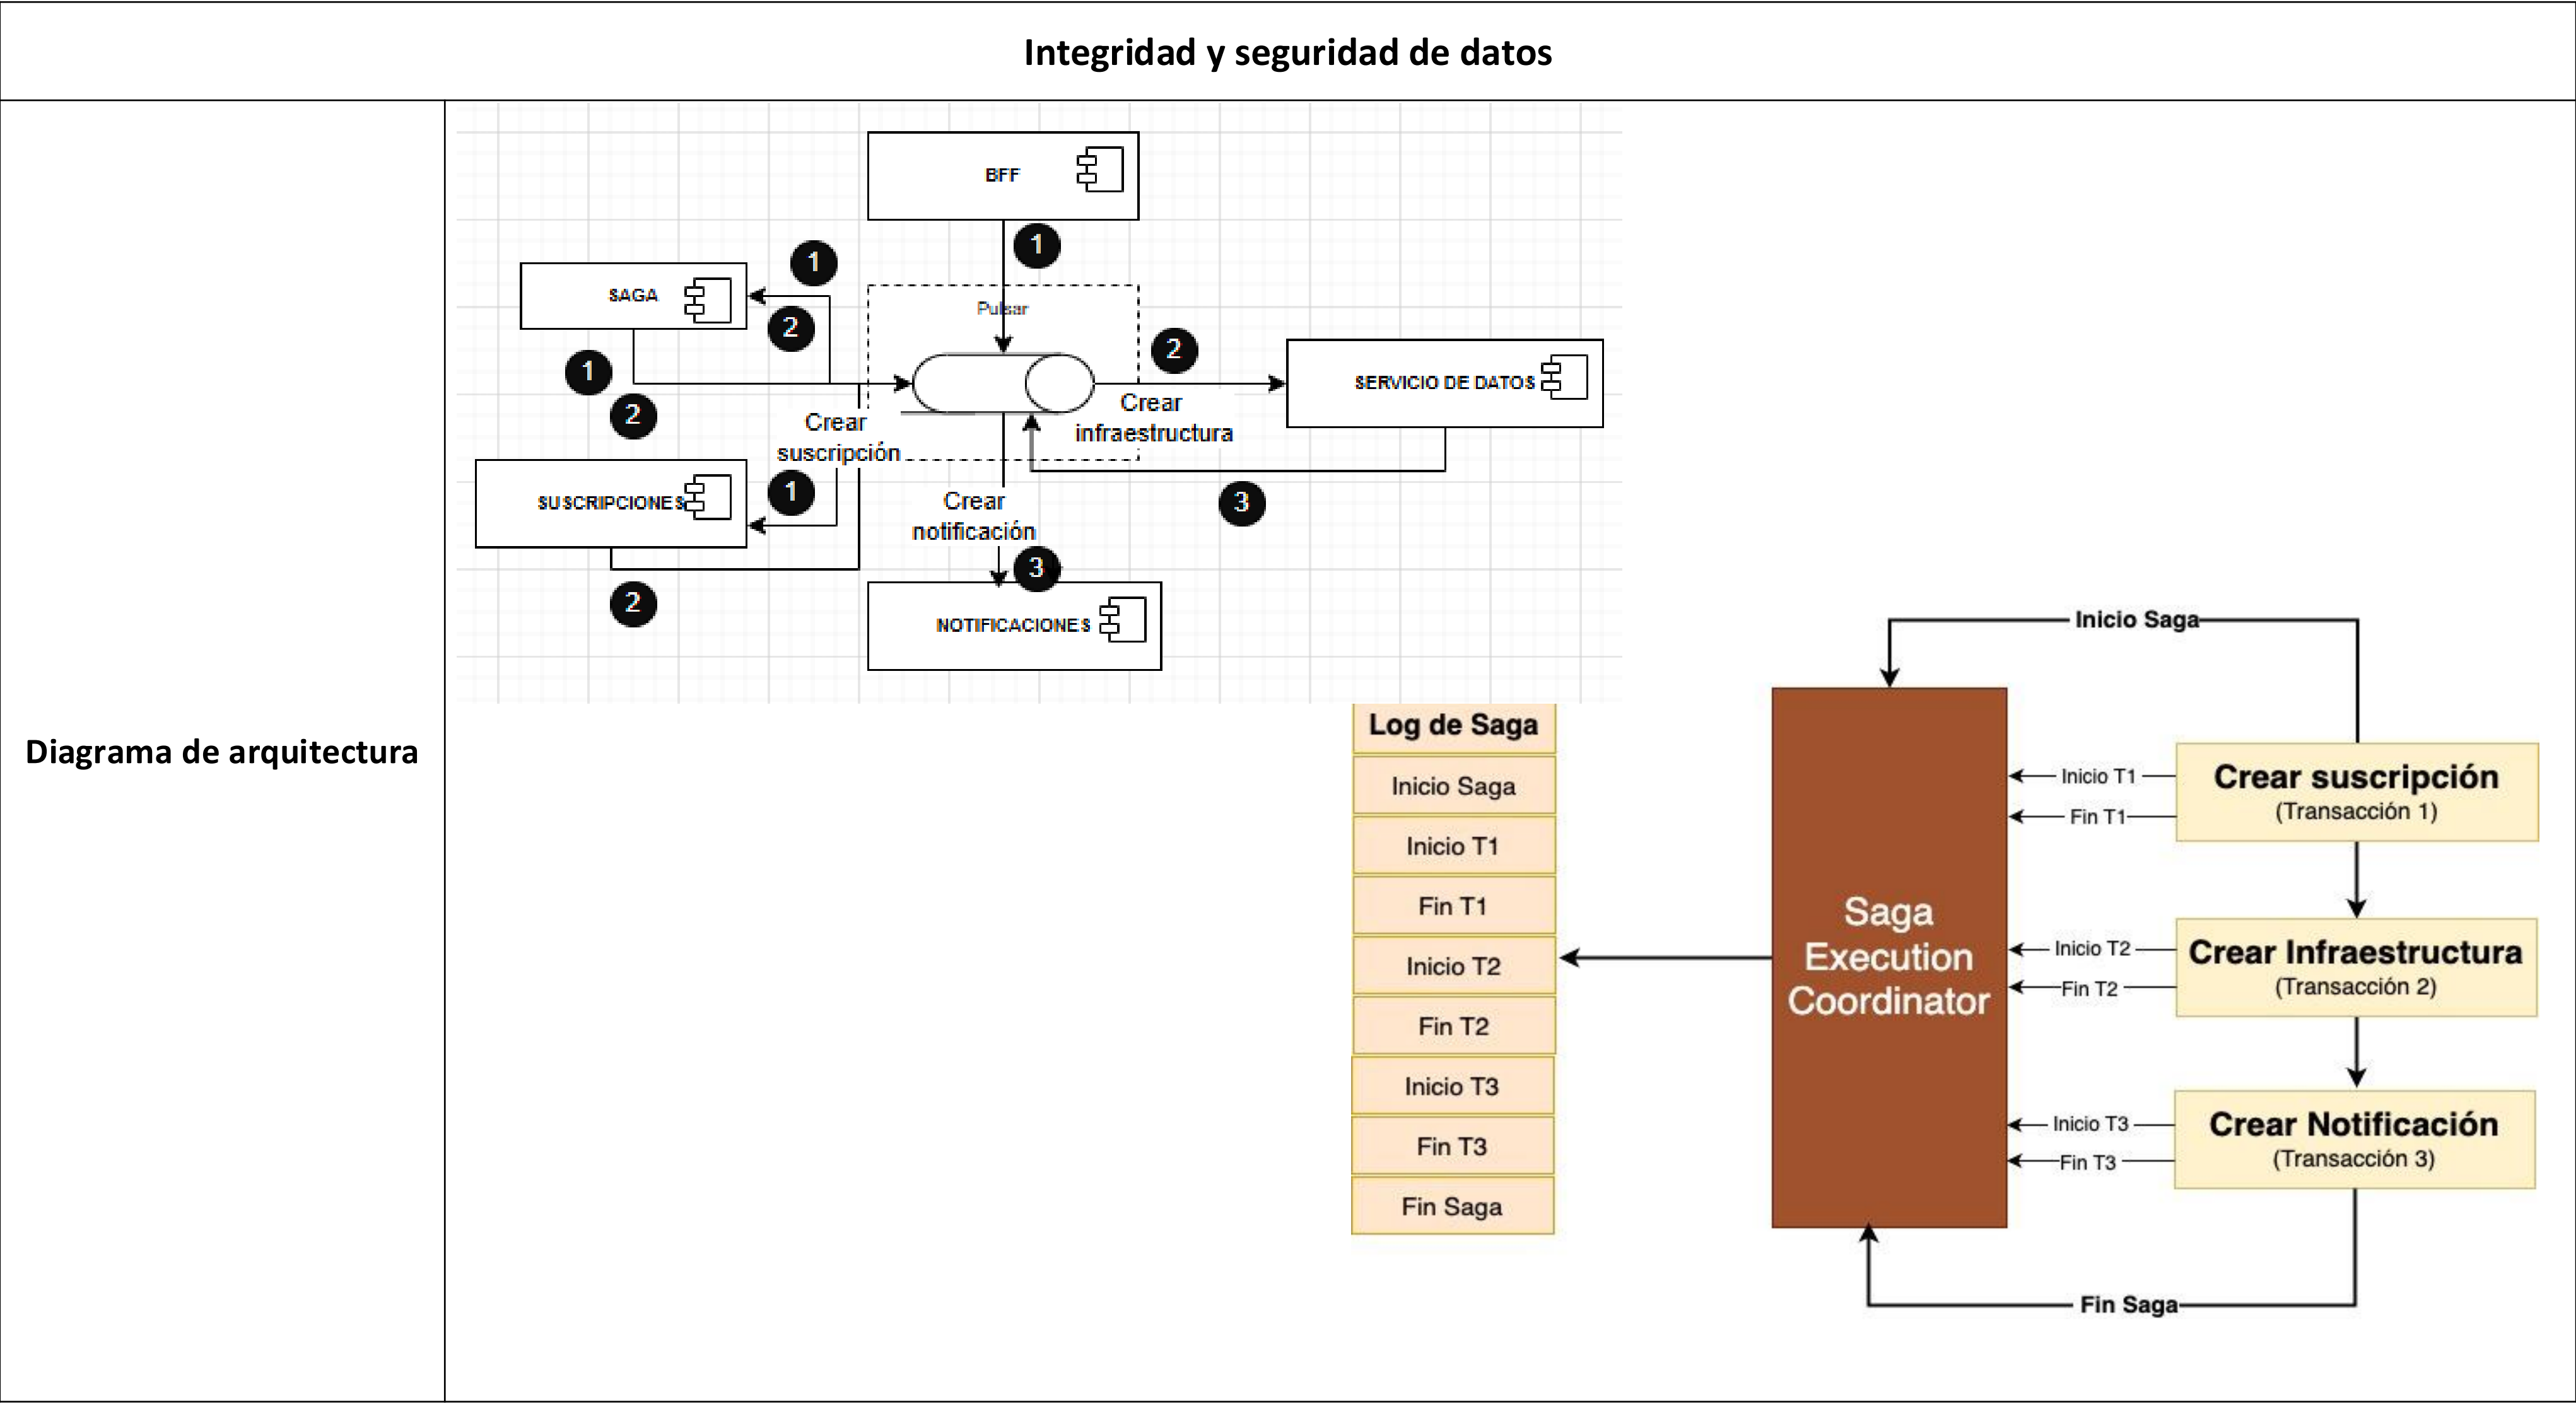 Integridad y seguridad de datos
Diagrama de arquitectura
BFF
1
1
SAGA
2
Pulsar
1
2
2
SERVICIO DE DATOS
Crear
infraestructura
Crear
suscripción
SUSCRIPCIONES
1
Crear
notificación
3
3
2
NOTIFICACIONES
Log de Saga
Inicio Saga
Inicio T1
Fin T1
Inicio T2
Fin T2
Inicio T3
Fin T3
Fin Saga
Saga
Execution
Coordinator
Inicio Saga
Inicio T1
Fin T1
Crear suscripción
(Transacción 1)
Inicio T2
Fin T2
Crear Infraestructura
(Transacción 2)
Inicio T3
Fin T3
Crear Notificación
(Transacción 3)
Fin Saga